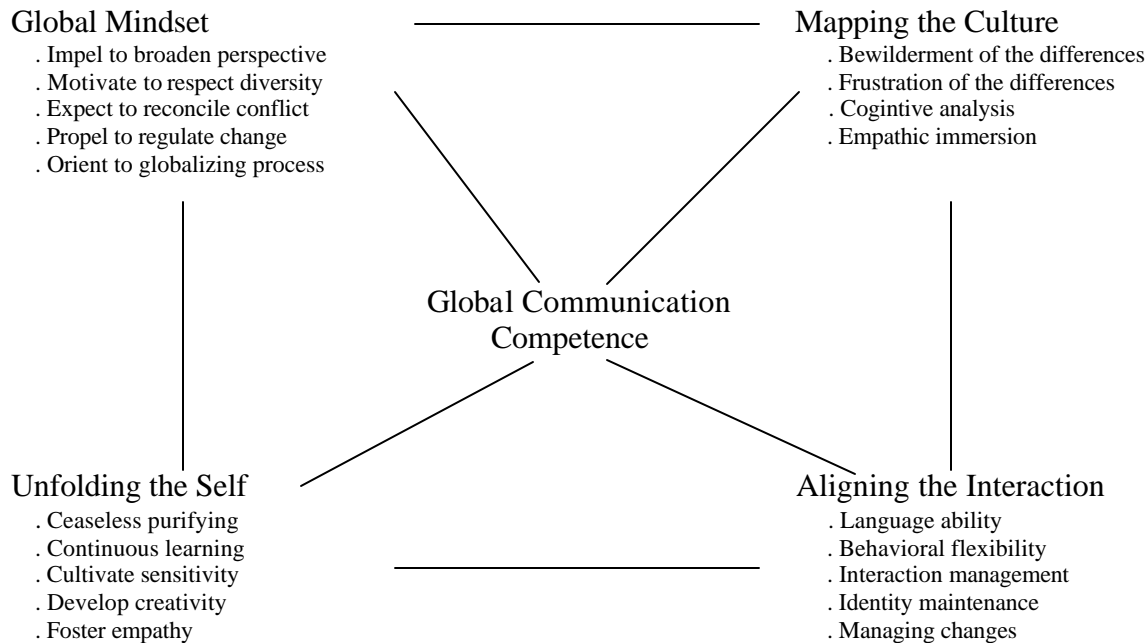 Global Mindset
. Impel to broaden perspective
. Motivate to respect diversity
. Expect to reconcile conflict
. Propel to regulate change
. Orient to globalizing process
Mapping the Culture
. Bewilderment of the differences
. Frustration of the differences
. Cogintive analysis
. Empathic immersion
Global Communication
Competence
Unfolding the Self
. Ceaseless purifying
. Continuous learning
. Cultivate sensitivity
. Develop creativity
. Foster empathy
Aligning the Interaction
. Language ability
. Behavioral flexibility
. Interaction management
. Identity maintenance
. Managing changes